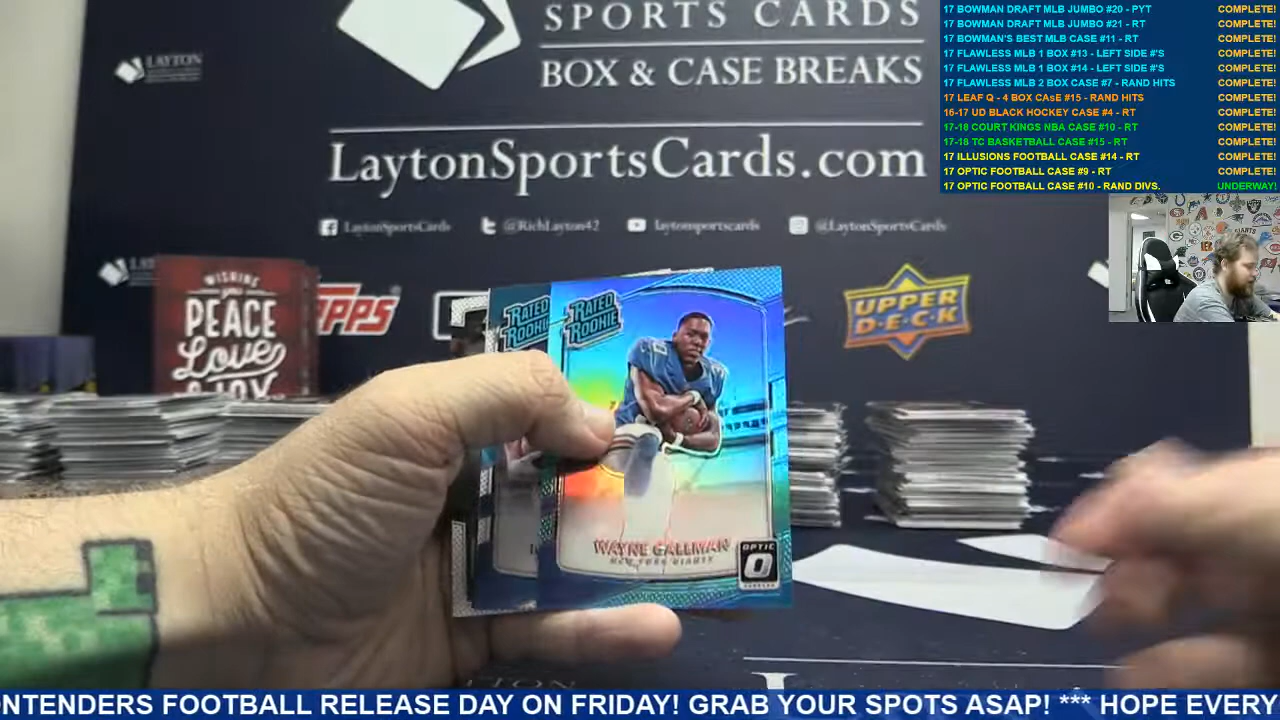 SPORTS CARDS
BOX & CASE BREAKS
LaytonSportsCards.com
LaytonSportsCards
@RichLayton42
laytonsportscards
@LaytonSportsCards
LAYTON
17 BOWMAN DRAFT MLB JUMBO #20 - PYT COMPLETE!
17 BOWMAN DRAFT MLB JUMBO #21 - RT COMPLETE!
17 BOWMAN'S BEST MLB CASE #11 - RT COMPLETE!
17 FLAWLESS MLB 1 BOX #13 - LEFT SIDE #'S COMPLETE!
17 FLAWLESS MLB 1 BOX #14 - LEFT SIDE #'S COMPLETE!
17 FLAWLESS MLB 2 BOX CASE #7 - RAND HITS COMPLETE!
17 LEAF Q - 4 BOX CAsE #15 - RAND HITS COMPLETE!
16-17 UD BLACK HOCKEY CASE #4 - RT COMPLETE!
17-18 COURT KINGS NBA CASE #10 - RT COMPLETE!
17-18 TC BASKETBALL CASE #15 - RT COMPLETE!
17 ILLUSIONS FOOTBALL CASE #14 - RT COMPLETE!
17 OPTIC FOOTBALL CASE #9 - RT COMPLETE!
17 OPTIC FOOTBALL CASE #10 - RAND DIVS. UNDERWAY!
WISHING
PEACE
Love
& JOY
TOPPS
UPPER
D·E·C·K
RATED
ROOKIE
RATED
ROOKIE
WAYNE GALLMAN
NEW YORK GIANTS
OPTIC
ONTENDERS FOOTBALL RELEASE DAY ON FRIDAY! GRAB YOUR SPOTS ASAP! *** HOPE EVERY